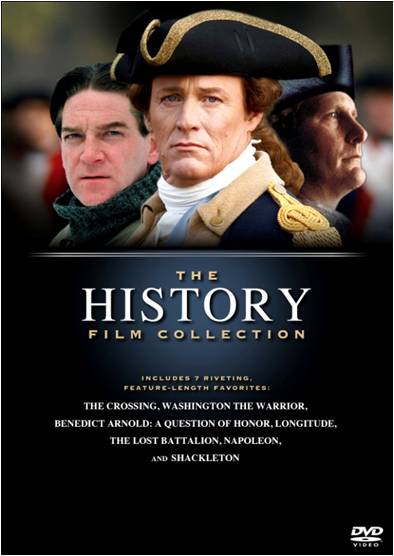 THE
HISTORY
FILM COLLECTION
INCLUDES 7 RIVETING,
FEATURE-LENGTH FAVORITES:
THE CROSSING, WASHINGTON THE WARRIOR,
BENEDICT ARNOLD: A QUESTION OF HONOR, LONGITUDE,
THE LOST BATTALION, NAPOLEON,
AND SHACKLETON
DVD
VIDEO